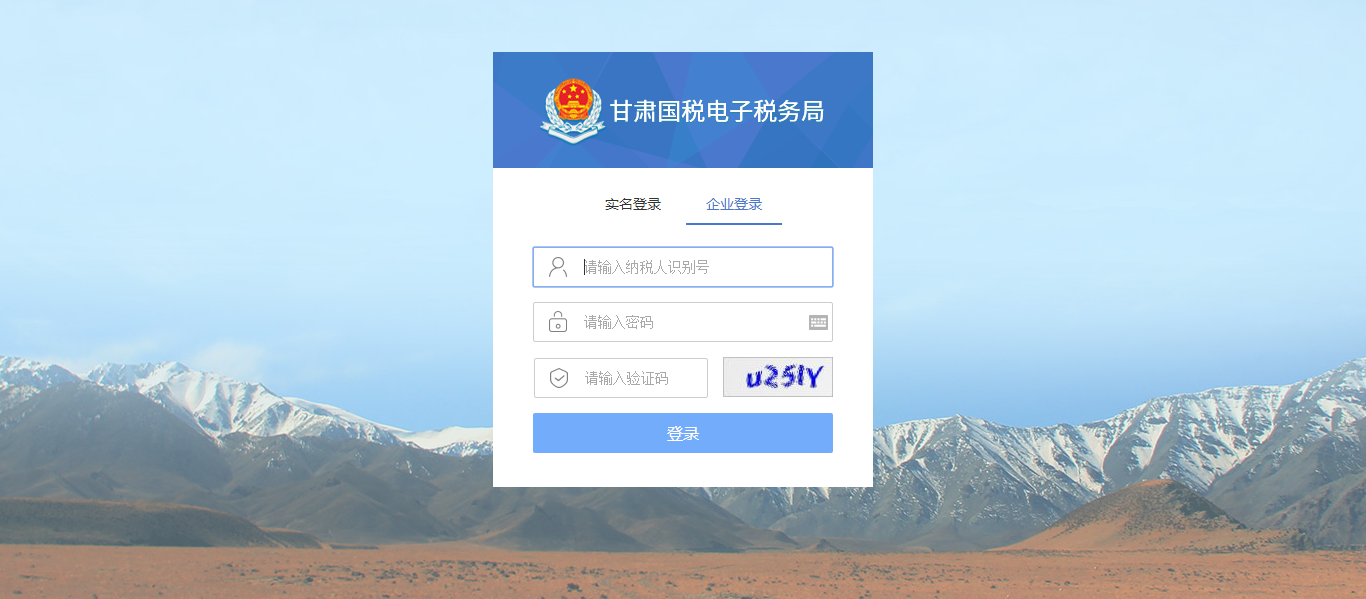 甘肃国税电子税务局
实名登录 企业登录
请输入纳税人识别号
请输入密码
请输入验证码
登录